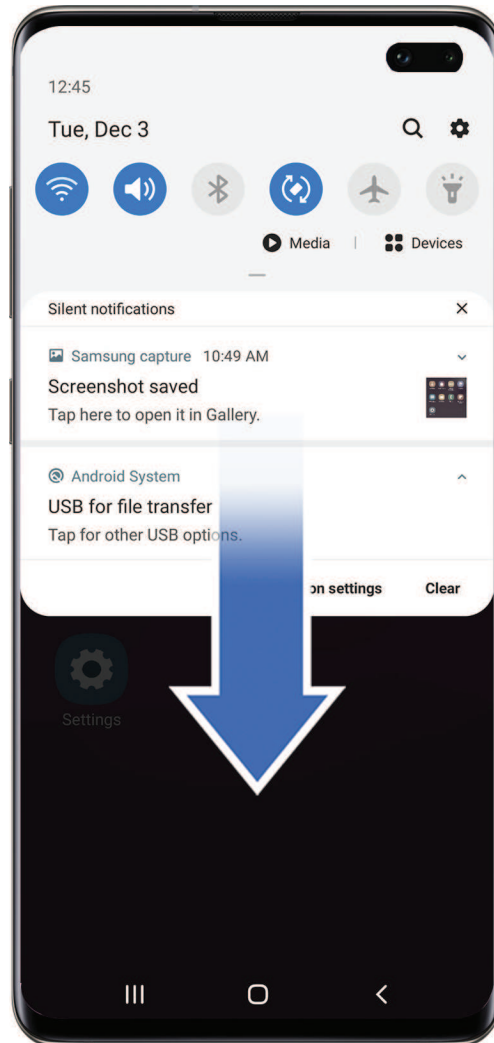 12:45
Tue, Dec 3
Media | Devices
Silent notifications
Samsung capture 10:49 AM
Screenshot saved
Tap here to open it in Gallery.
Android System
USB for file transfer
Tap for other USB options.
on settings Clear
Settings